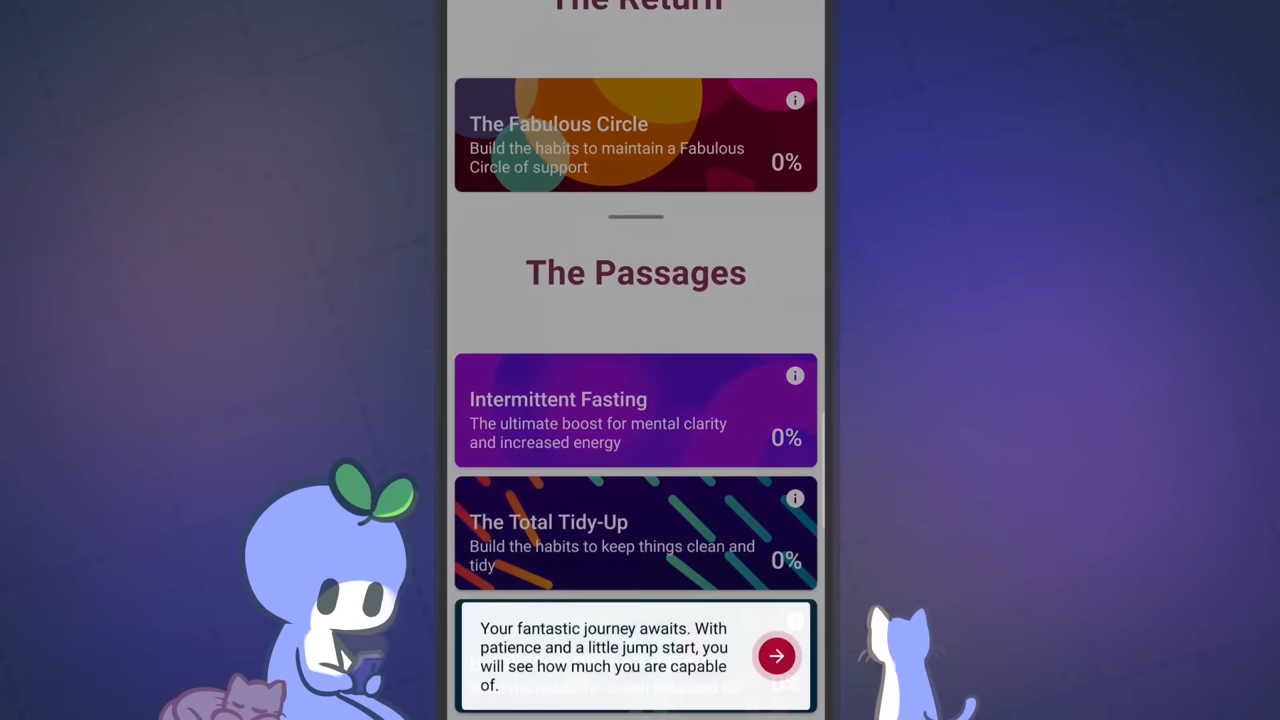 The Return
The Fabulous Circle
Build the habits to maintain a Fabulous
Circle of support
0%
The Passages
Intermittent Fasting
The ultimate boost for mental clarity
and increased energy
0%
The Total Tidy-Up
Build the habits to keep things clean and
tidy
0%
Your fantastic journey awaits. With
patience and a little jump start, you
will see how much you are capable
of.